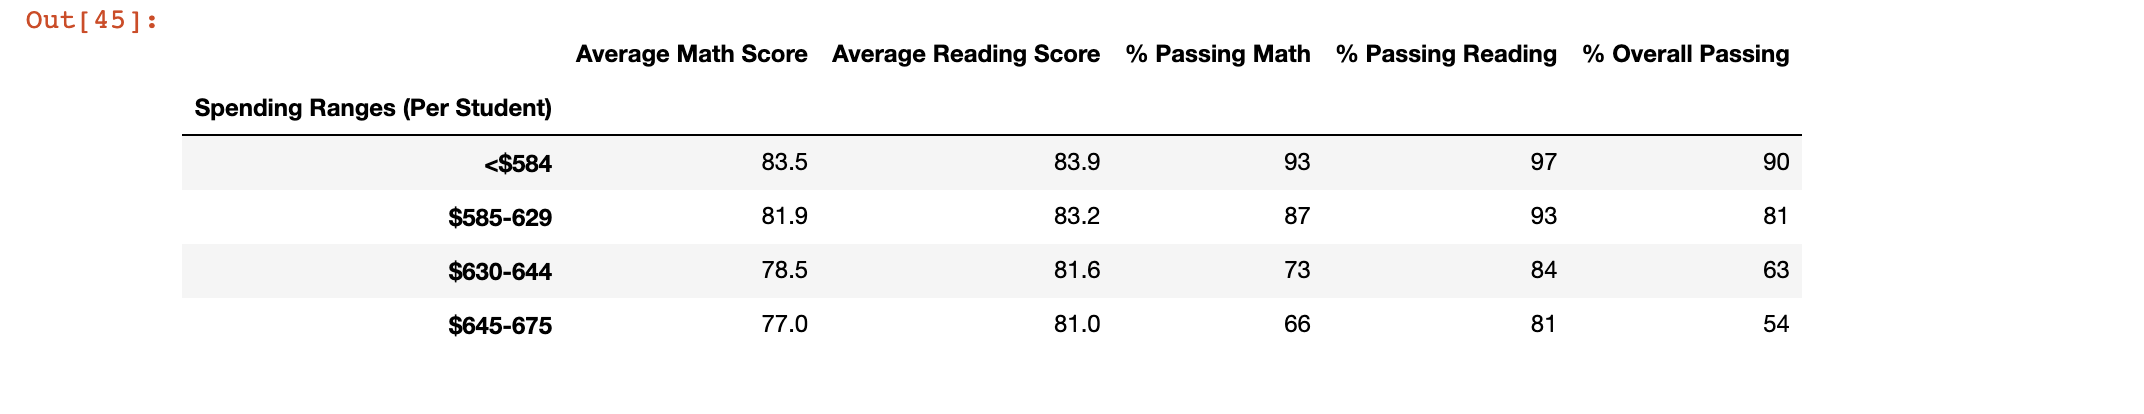 Out[45]:
Average Math Score Average Reading Score % Passing Math % Passing Reading % Overall Passing
Spending Ranges (Per Student)
<$584 83.5 83.9 93 97 90
$585-629 81.9 83.2 87 93 81
$630-644 78.5 81.6 73 84 63
$645-675 77.0 81.0 66 81 54